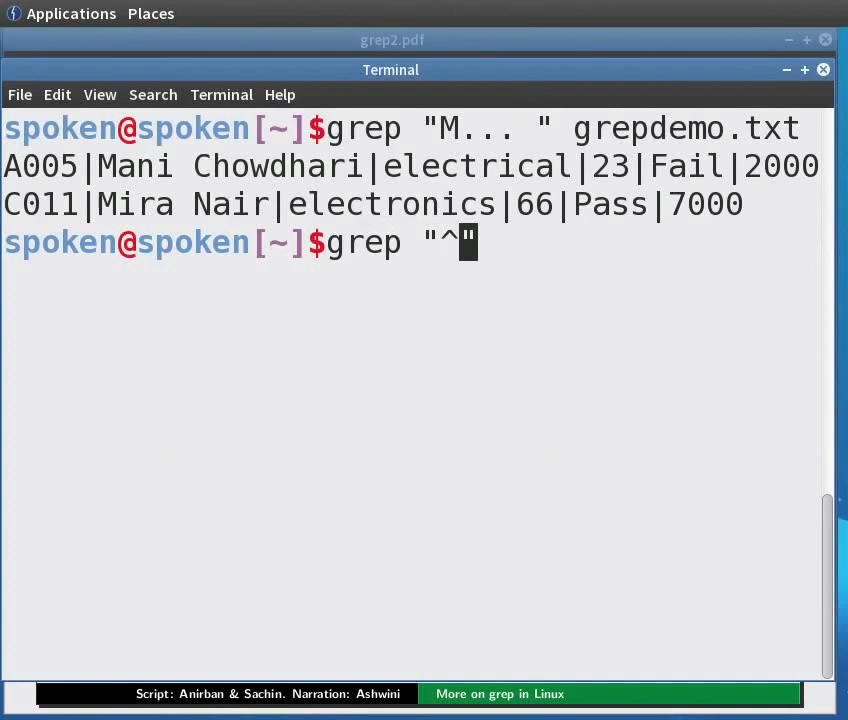 Applications Places
grep2.pdf
Terminal
File Edit View Search Terminal Help
spoken@spoken[~]$grep "M... " grepdemo.txt
A005|Mani Chowdhari|electrical|23|Fail|2000
C011|Mira Nair|electronics|66|Pass|7000
spoken@spoken[~]$grep "^"
Script: Anirban & Sachin. Narration: Ashwini More on grep in Linux